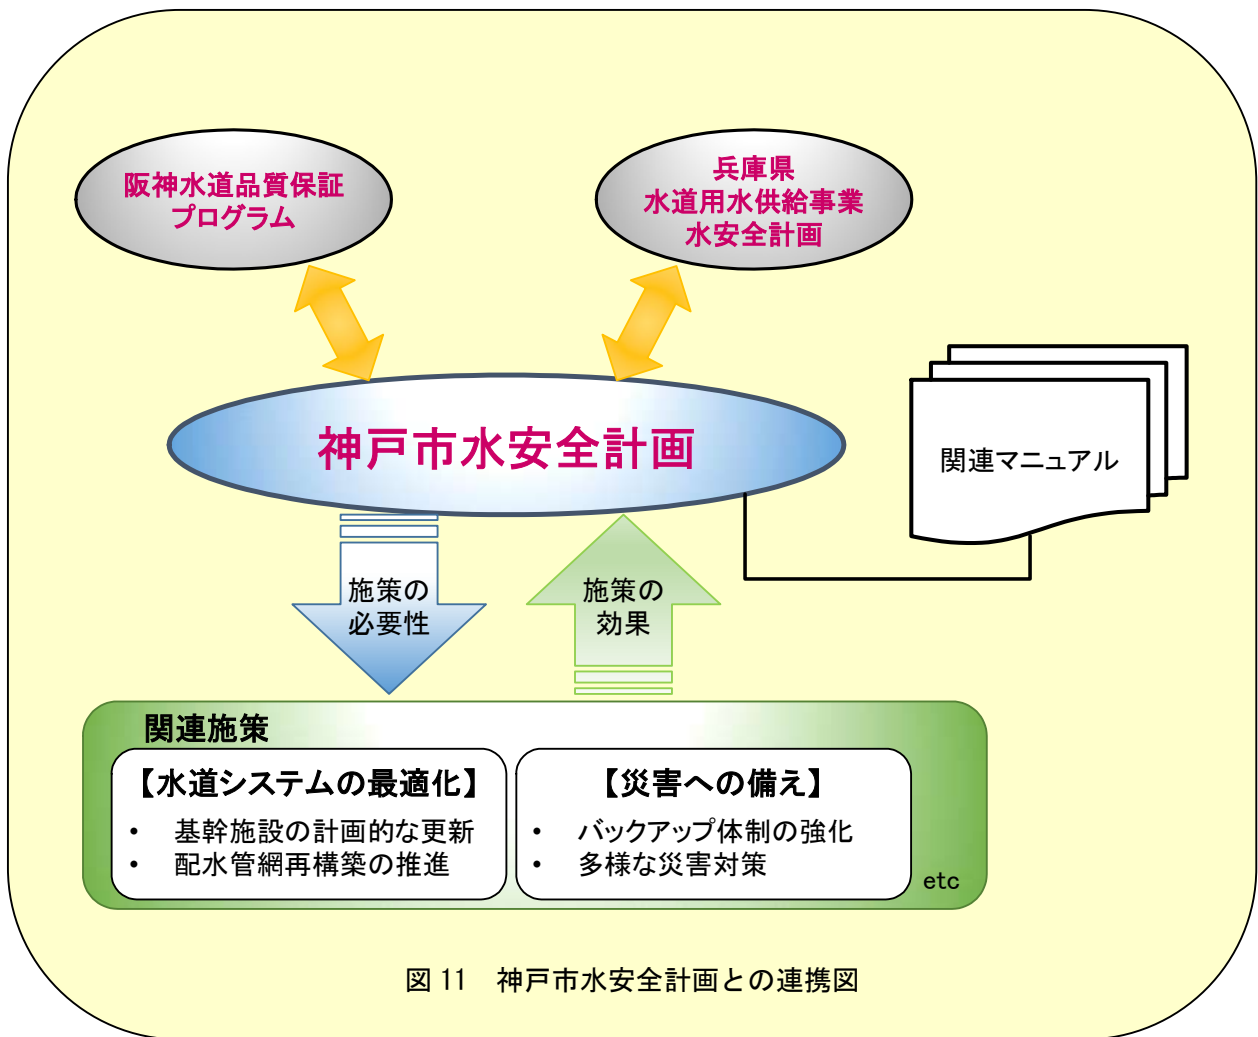 阪神水道品質保証
プログラム
兵庫県
水道用水供給事業
水安全計画
神戸市水安全計画
関連マニュアル
施策の
必要性
施策の
効果
関連施策
【水道システムの最適化】
• 基幹施設の計画的な更新
• 配水管網再構築の推進
【災害への備え】
• バックアップ体制の強化
• 多様な災害対策
etc
図 11　神戸市水安全計画との連携図